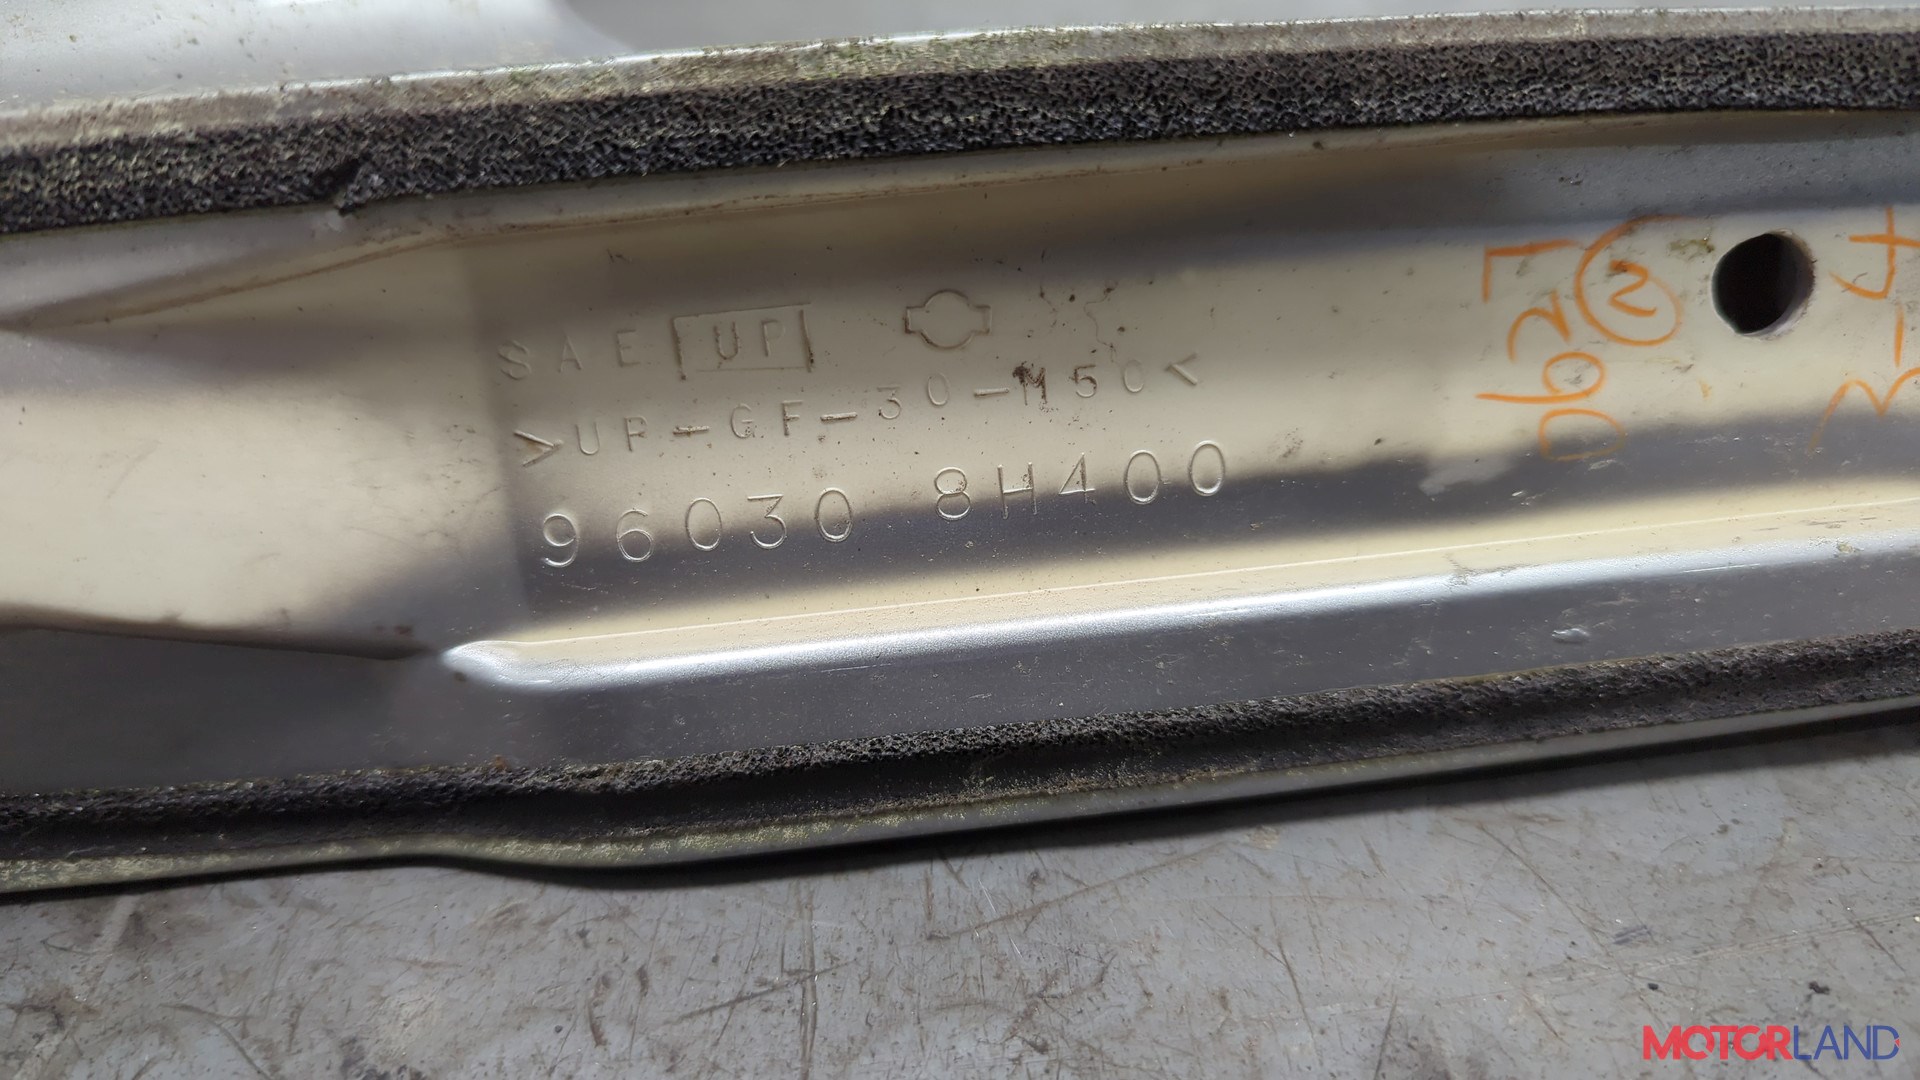 SAE UP
>UP-GF-30-M50<
96030 8H400
MOTORLAND